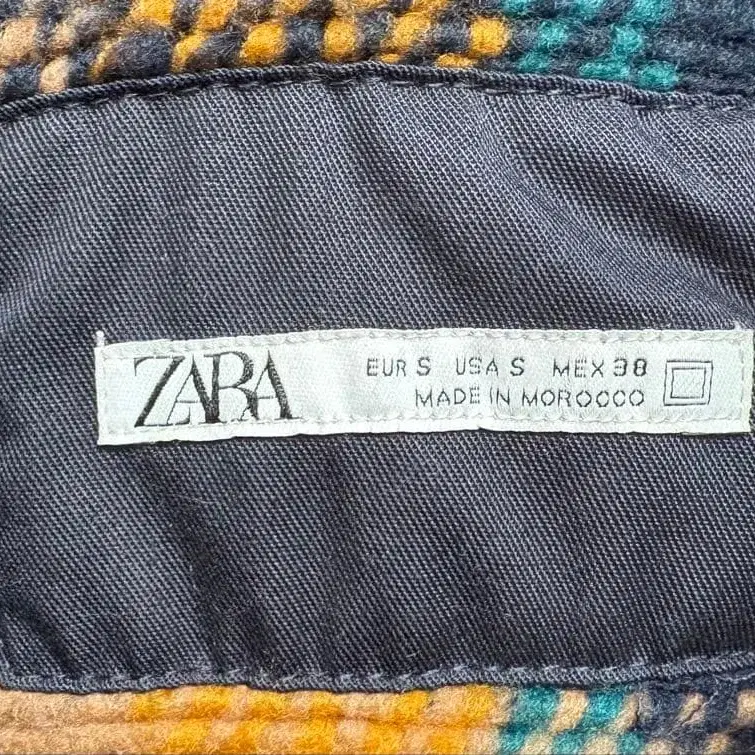 ZARA
EUR S USA S MEX 38
MADE IN MOROCCO